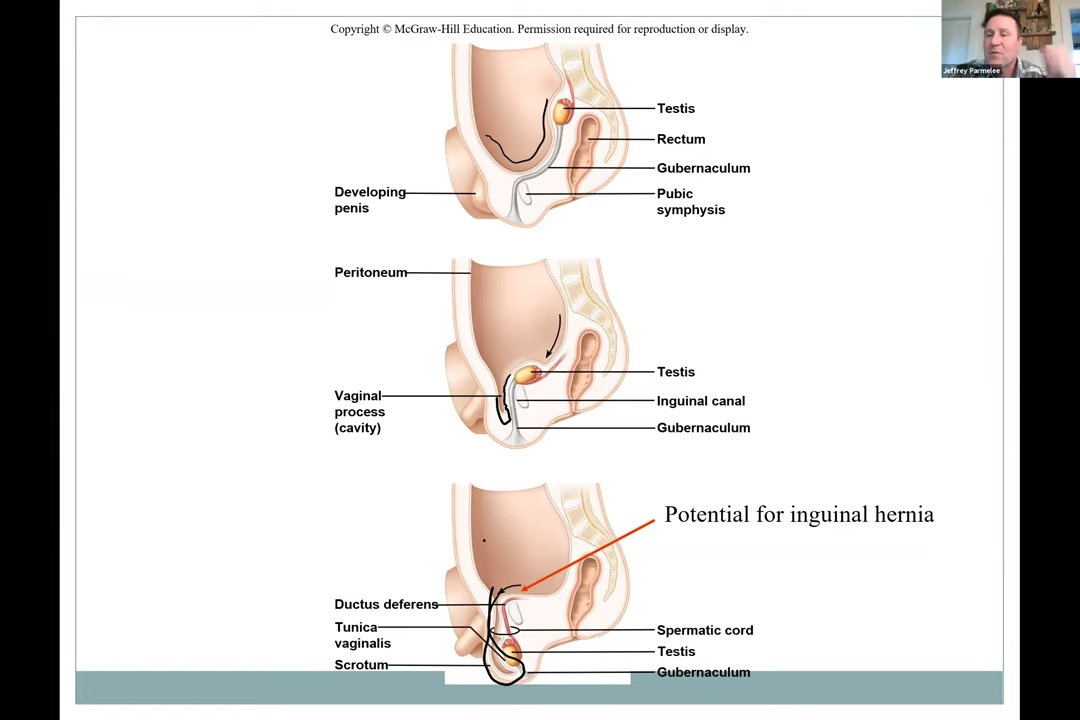 Copyright © McGraw-Hill Education. Permission required for reproduction or display.
Jeffrey Parmelee
Testis
Rectum
Gubernaculum
Developing
penis
Pubic
symphysis
Peritoneum
Testis
Vaginal
process
(cavity)
Inguinal canal
Gubernaculum
Potential for inguinal hernia
Ductus deferens
Tunica
vaginalis
Scrotum
Spermatic cord
Testis
Gubernaculum